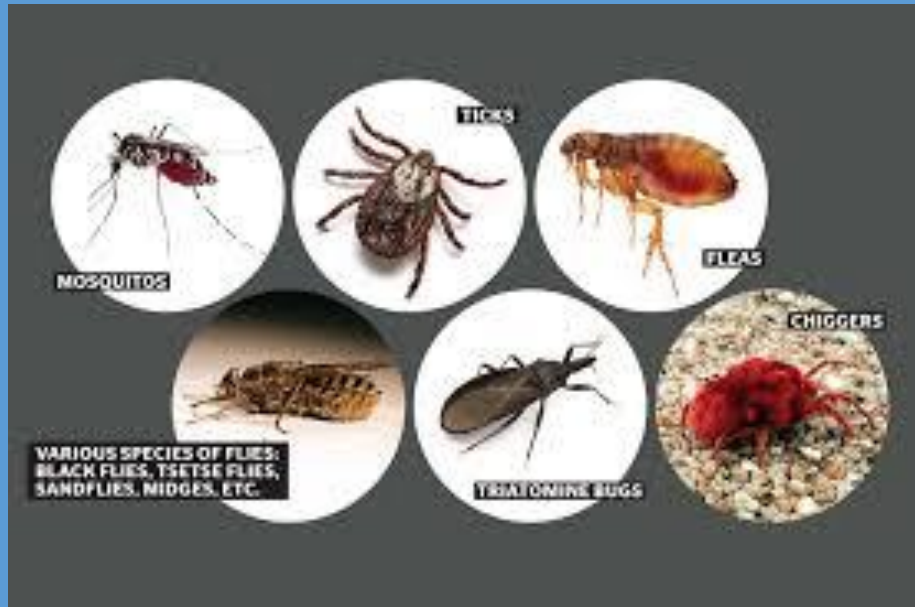 TICKS
MOSQUITOS
FLEAS
CHIGGERS
VARIOUS SPECIES OF FLIES:
BLACK FLIES, TSETSE FLIES,
SANDFLIES, MIDGES, ETC.
TRIATOMINE BUGS